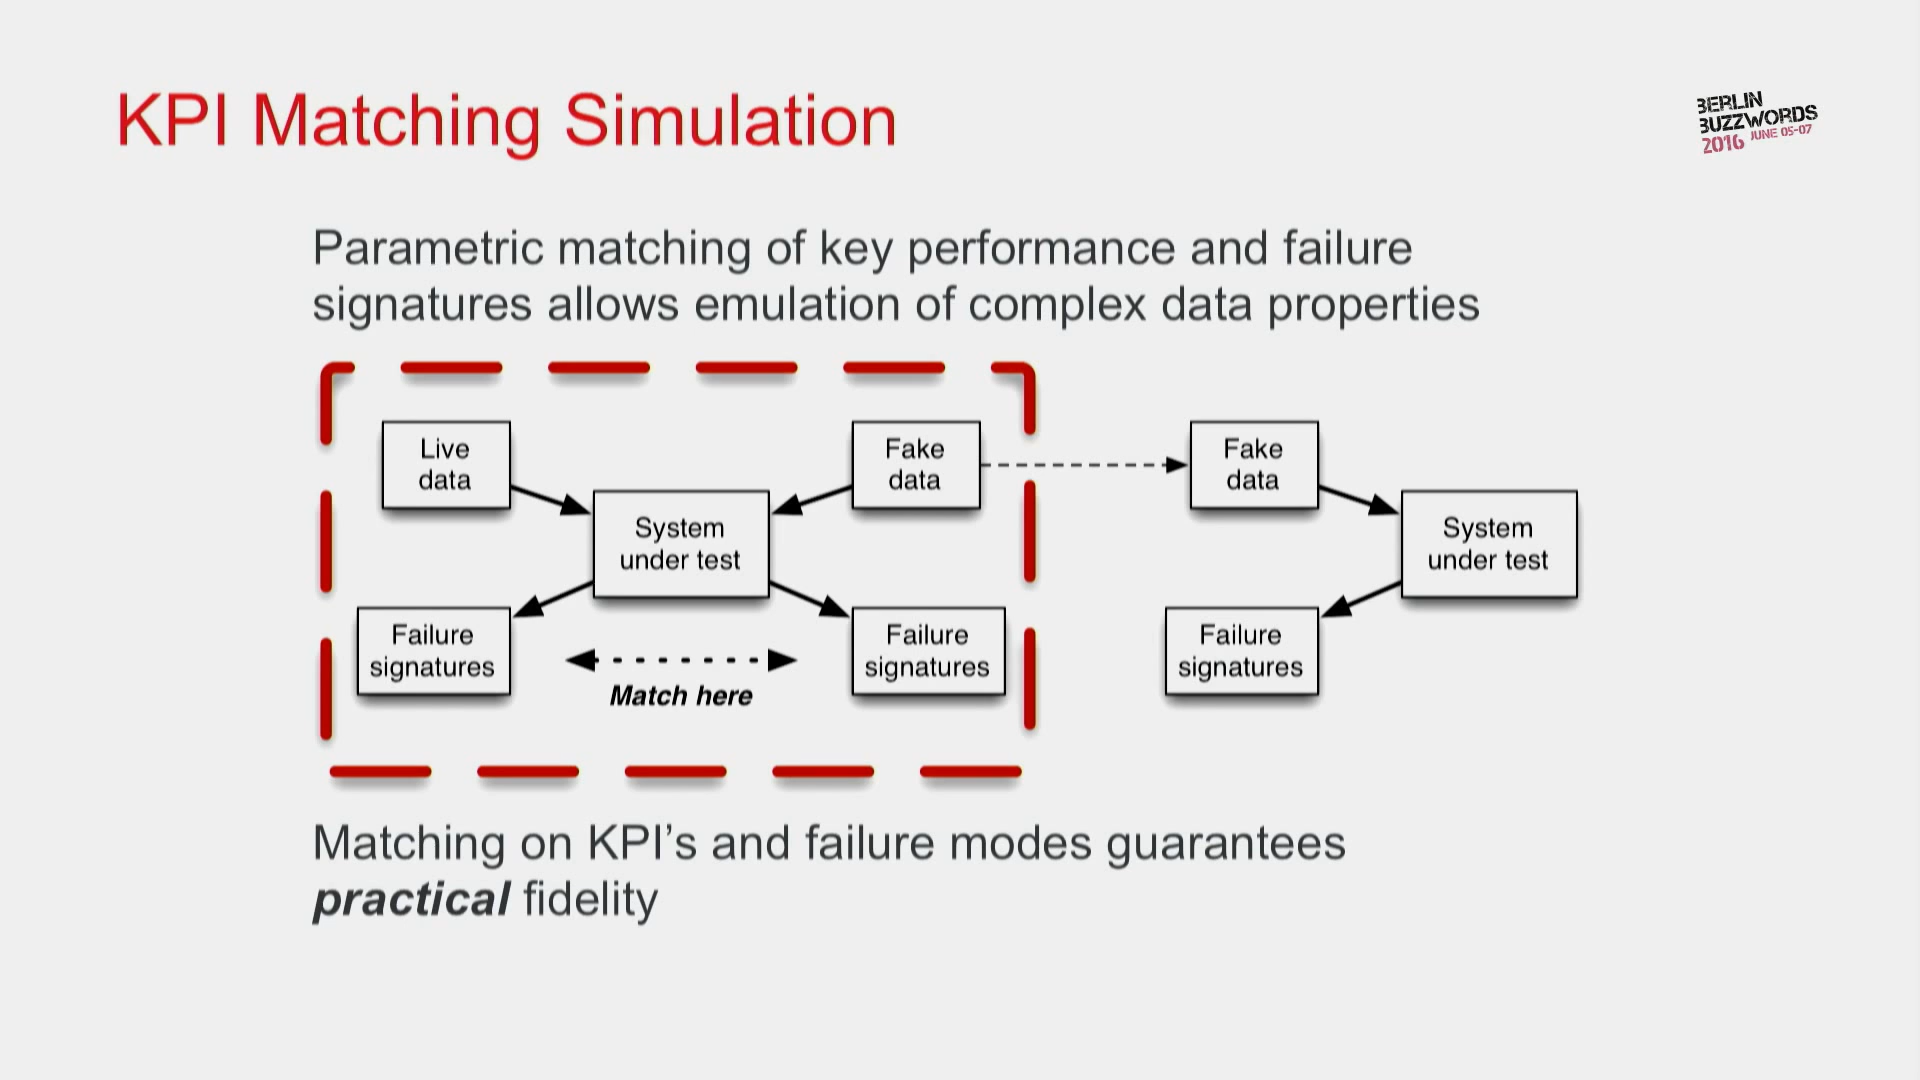 KPI Matching Simulation
BERLIN
BUZZWORDS
2016 JUNE 05-07
Parametric matching of key performance and failure
signatures allows emulation of complex data properties
Live
data
Fake
data
System
under test
Failure
signatures
Failure
signatures
Match here
Fake
data
System
under test
Failure
signatures
Matching on KPI’s and failure modes guarantees
practical fidelity